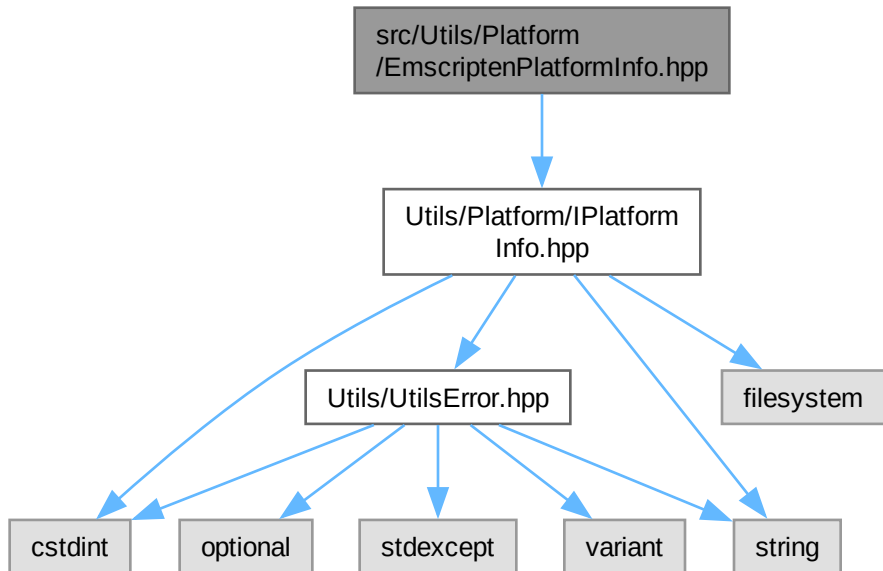 src/Utils/Platform
/EmscriptenPlatformInfo.hpp
Utils/Platform/IPlatform
Info.hpp
Utils/UtilsError.hpp
filesystem
cstdint
optional
stdexcept
variant
string